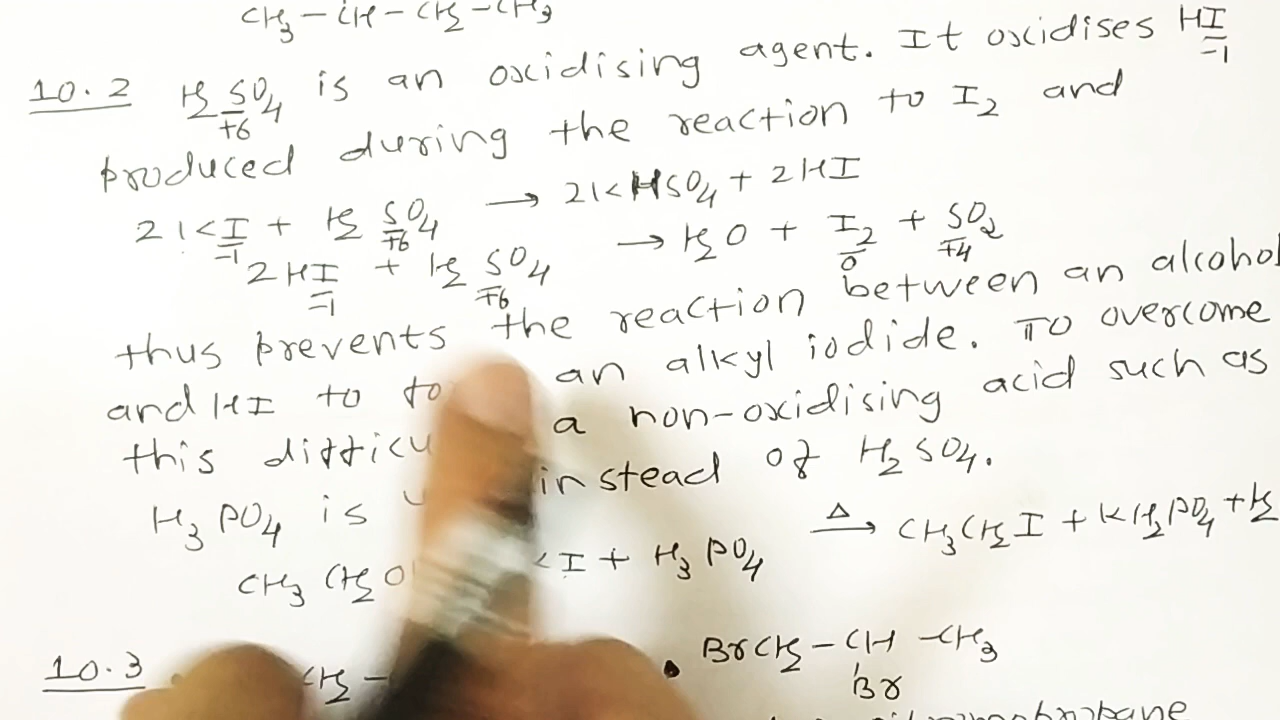 CH3 - CH - CH2 - CH3
10.2 H2SO4 is an oxidising agent. It oxidises HI
+6 -1
produced during the reaction to I2 and
2KI + H2SO4 → 2KHSO4 + 2HI
-1 +6
2HI + H2SO4 → H2O + I2 + SO2
-1 +6 0 +4
thus prevents the reaction between an alcohol
and HI to an alkyl iodide. To overcome
this a non-oxidising acid such as
H3PO4 is instead of H2SO4.
CH3CH2O I + H3PO4 Δ→ CH3CH2I + KH2PO4 + H2
10.3 CH2 - BrCH2 - CH - CH3
Br